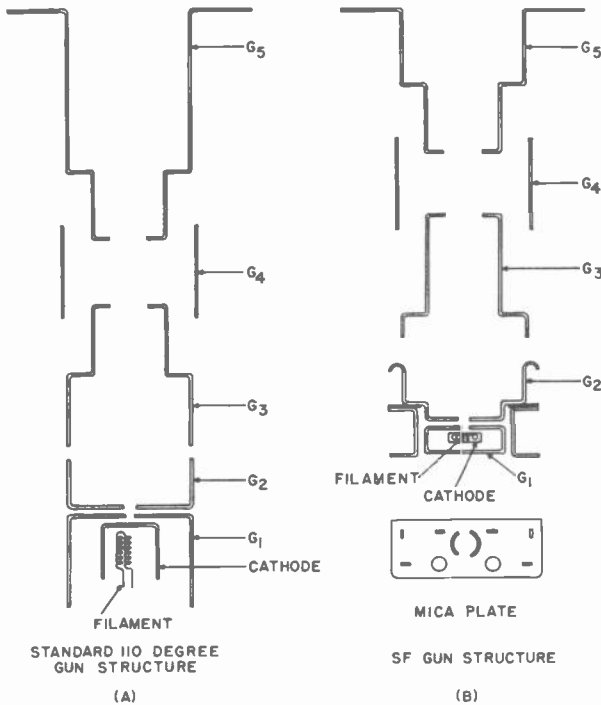 G5
G4
G3
G2
G1
CATHODE
FILAMENT
STANDARD 110 DEGREE
GUN STRUCTURE
(A)
G5
G4
G3
G2
FILAMENT
G1
CATHODE
MICA PLATE
SF GUN STRUCTURE
(B)